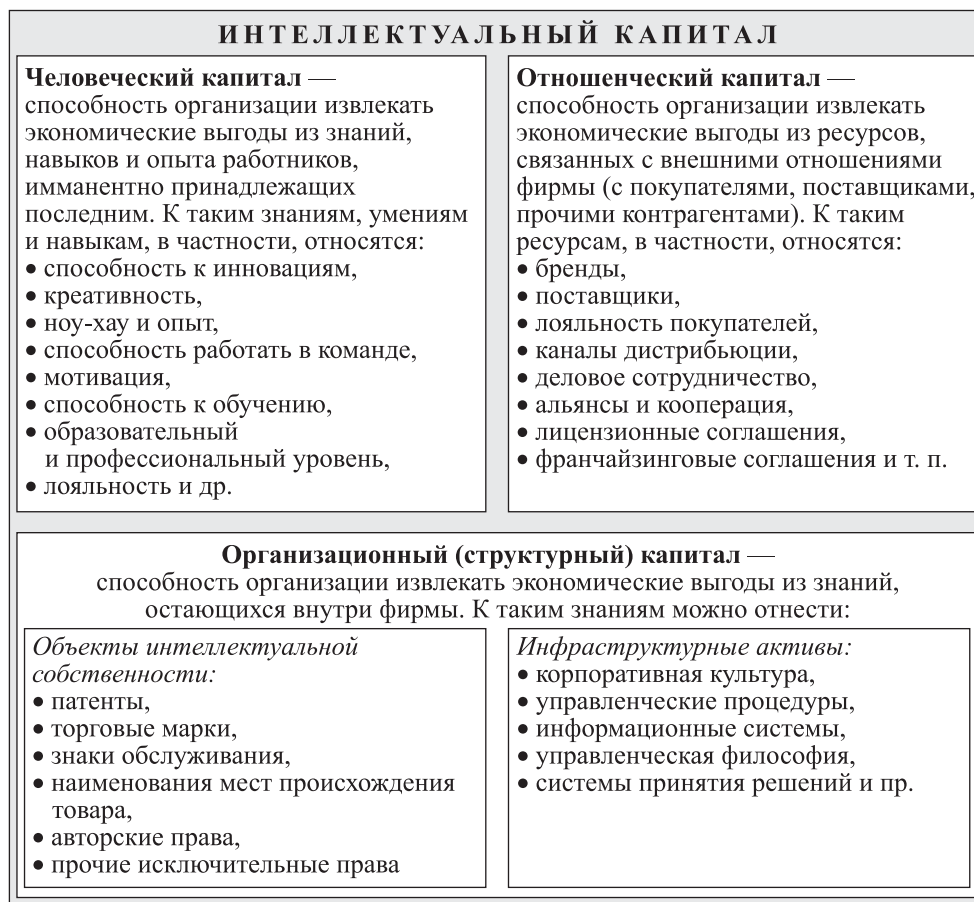 ИНТЕЛЛЕКТУАЛЬНЫЙ КАПИТАЛ
Человеческий капитал —
способность организации извлекать
экономические выгоды из знаний,
навыков и опыта работников,
имманентно принадлежащих
последним. К таким знаниям, умениям
и навыкам, в частности, относятся:
• способность к инновациям,
• креативность,
• ноу-хау и опыт,
• способность работать в команде,
• мотивация,
• способность к обучению,
• образовательный
и профессиональный уровень,
• лояльность и др.
Отношенческий капитал —
способность организации извлекать
экономические выгоды из ресурсов,
связанных с внешними отношениями
фирмы (с покупателями, поставщиками,
прочими контрагентами). К таким
ресурсам, в частности, относятся:
• бренды,
• поставщики,
• лояльность покупателей,
• каналы дистрибьюции,
• деловое сотрудничество,
• альянсы и кооперация,
• лицензионные соглашения,
• франчайзинговые соглашения и т. п.
Организационный (структурный) капитал —
способность организации извлекать экономические выгоды из знаний,
остающихся внутри фирмы. К таким знаниям можно отнести:
Объекты интеллектуальной
собственности:
• патенты,
• торговые марки,
• знаки обслуживания,
• наименования мест происхождения
товара,
• авторские права,
• прочие исключительные права
Инфраструктурные активы:
• корпоративная культура,
• управленческие процедуры,
• информационные системы,
• управленческая философия,
• системы принятия решений и пр.